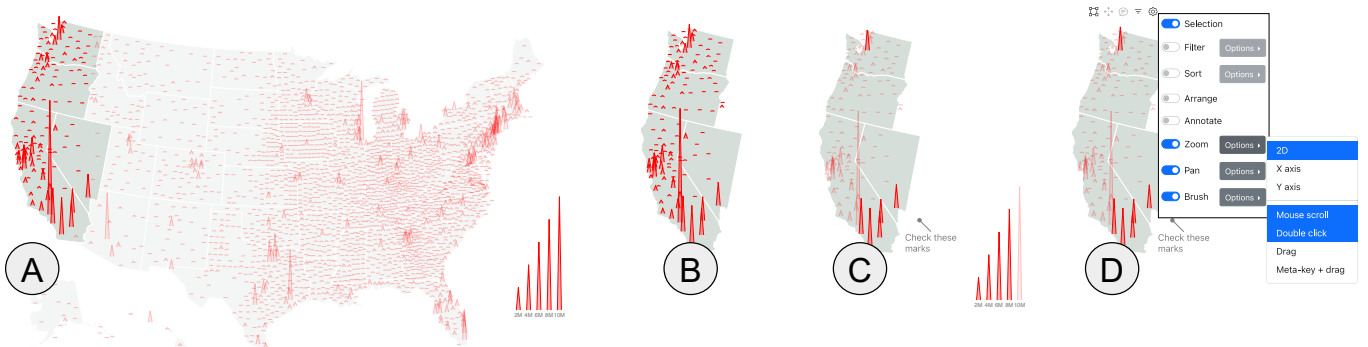 A
2M 4M 6M 8M 10M
B
C
Check these
marks
2M 4M 6M 8M 10M
D
Check these
marks
Selection
Filter Options
Sort Options
Arrange
Annotate
Zoom Options
Pan Options
Brush Options
2D
X axis
Y axis
Mouse scroll
Double click
Drag
Meta-key + drag